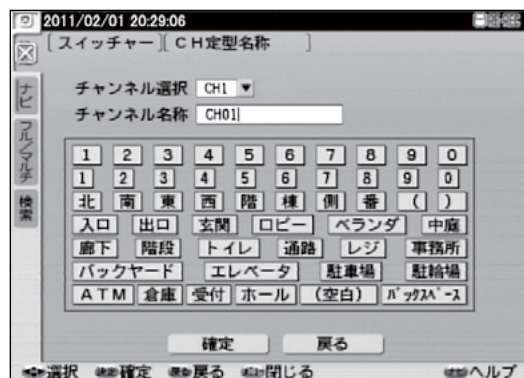 2011/02/01 20:29:06
[スイッチャー][CH定型名称 ]
ナビ
フル/マルチ
検索
チャンネル選択 CH1 ▼
チャンネル名称 CH01
1 2 3 4 5 6 7 8 9 0
1 2 3 4 5 6 7 8 9 0
北 南 東 西 階 棟 側 番 ( )
入口 出口 玄関 ロビー ベランダ 中庭
廊下 階段 トイレ 通路 レジ 事務所
バックヤード エレベータ 駐車場 駐輪場
ATM 倉庫 受付 ホール (空白) バックスペース
確定 戻る
選択 確定 戻る 閉じる ヘルプ